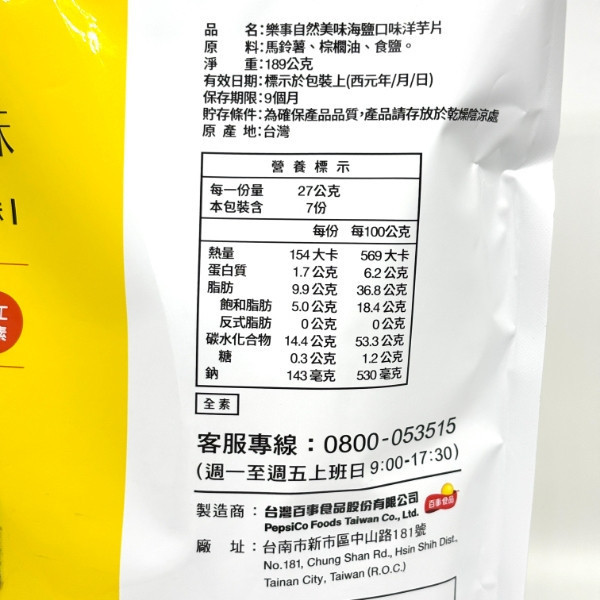 品　　名:樂事自然美味海鹽口味洋芋片
原　　料:馬鈴薯、棕櫚油、食鹽。
淨　　重:189公克
有效日期:標示於包裝上(西元年/月/日)
保存期限:9個月
貯存條件:為確保產品品質,產品請存放於乾燥陰涼處
原 產 地:台灣
營 養 標 示
每一份量 27公克
本包裝含 7份
每份 每100公克
熱量 154大卡 569大卡
蛋白質 1.7公克 6.2公克
脂肪 9.9公克 36.8公克
飽和脂肪 5.0公克 18.4公克
反式脂肪 0公克 0公克
碳水化合物 14.4公克 53.3公克
糖 0.3公克 1.2公克
鈉 143毫克 530毫克
全素
客服專線：0800-053515
(週一至週五上班日9:00-17:30)
製造商：台灣百事食品股份有限公司 百事食品
PepsiCo Foods Taiwan Co., Ltd.
廠　址：台南市新市區中山路181號
No.181, Chung Shan Rd., Hsin Shih Dist.,
Tainan City, Taiwan (R.O.C.)